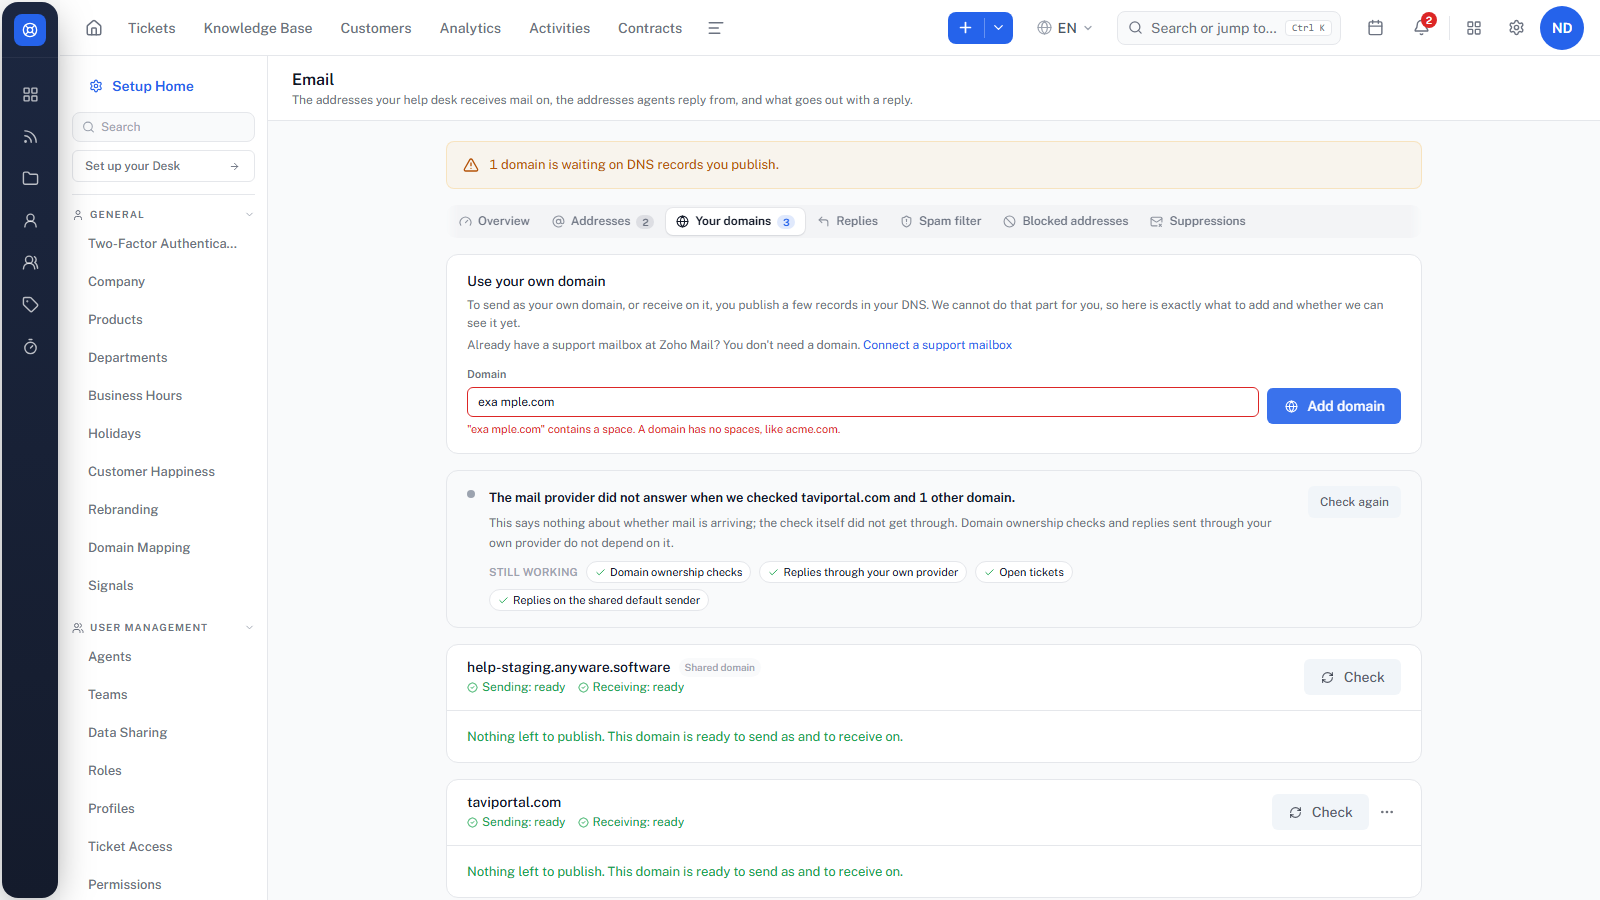 Tickets
Knowledge Base
Customers
Analytics
Activities
Contracts
EN
Search or jump to...
Ctrl K
2
ND
Setup Home
Search
Set up your Desk
GENERAL
Two-Factor Authentica...
Company
Products
Departments
Business Hours
Holidays
Customer Happiness
Rebranding
Domain Mapping
Signals
USER MANAGEMENT
Agents
Teams
Data Sharing
Roles
Profiles
Ticket Access
Permissions
Email
The addresses your help desk receives mail on, the addresses agents reply from, and what goes out with a reply.
1 domain is waiting on DNS records you publish.
Overview
Addresses 2
Your domains 3
Replies
Spam filter
Blocked addresses
Suppressions
Use your own domain
To send as your own domain, or receive on it, you publish a few records in your DNS. We cannot do that part for you, so here is exactly what to add and whether we can
see it yet.
Already have a support mailbox at Zoho Mail? You don't need a domain. Connect a support mailbox
Domain
exa mple.com
Add domain
"exa mple.com" contains a space. A domain has no spaces, like acme.com.
The mail provider did not answer when we checked taviportal.com and 1 other domain.
Check again
This says nothing about whether mail is arriving; the check itself did not get through. Domain ownership checks and replies sent through your
own provider do not depend on it.
STILL WORKING
Domain ownership checks
Replies through your own provider
Open tickets
Replies on the shared default sender
help-staging.anyware.software
Shared domain
Sending: ready
Receiving: ready
Check
Nothing left to publish. This domain is ready to send as and to receive on.
taviportal.com
Sending: ready
Receiving: ready
Check
Nothing left to publish. This domain is ready to send as and to receive on.